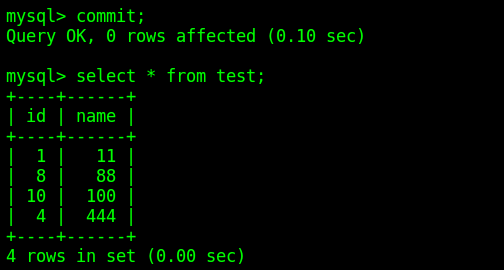 mysql> commit;
Query OK, 0 rows affected (0.10 sec)

mysql> select * from test;
+----+------+
| id | name |
+----+------+
|  1 |   11 |
|  8 |   88 |
| 10 |  100 |
|  4 |  444 |
+----+------+
4 rows in set (0.00 sec)